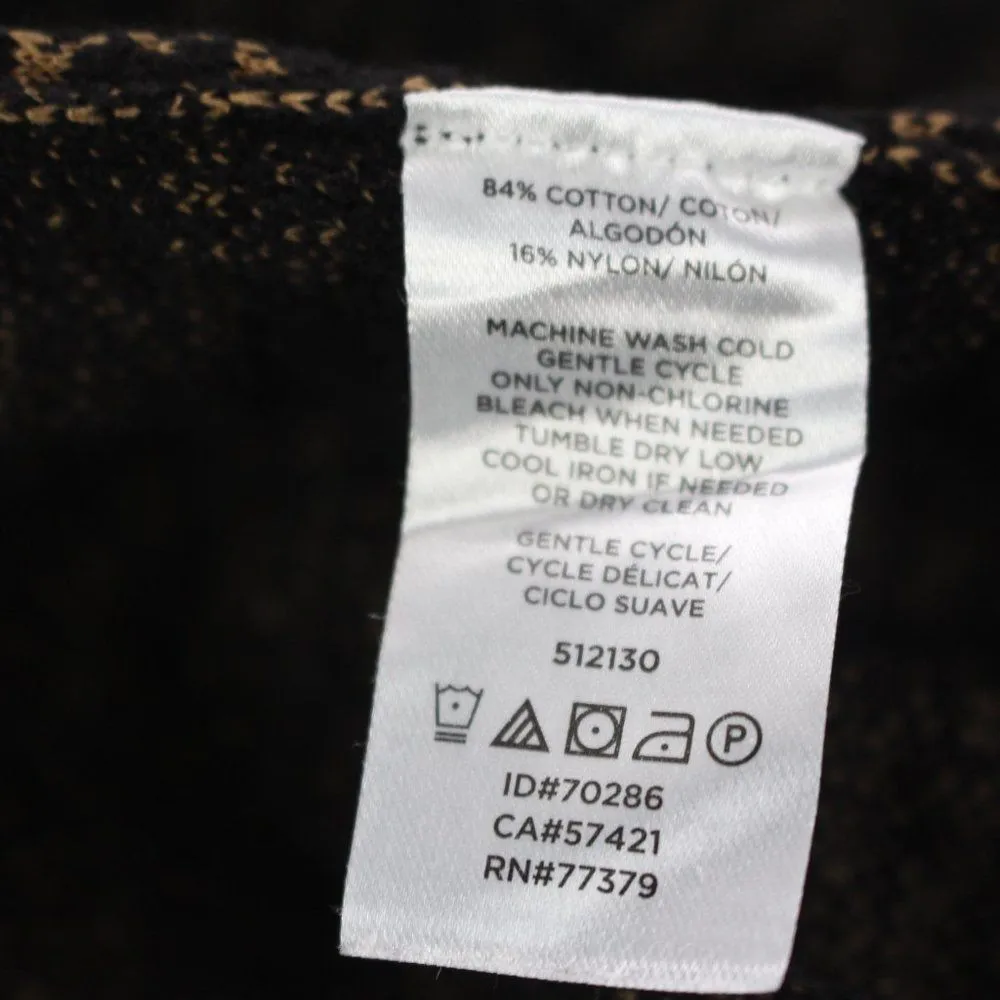 84% COTTON/ COTON/
ALGODÓN
16% NYLON/ NILÓN
MACHINE WASH COLD
GENTLE CYCLE
ONLY NON-CHLORINE
BLEACH WHEN NEEDED
TUMBLE DRY LOW
COOL IRON IF NEEDED
OR DRY CLEAN
GENTLE CYCLE/
CYCLE DÉLICAT/
CICLO SUAVE
512130
P
ID#70286
CA#57421
RN#77379